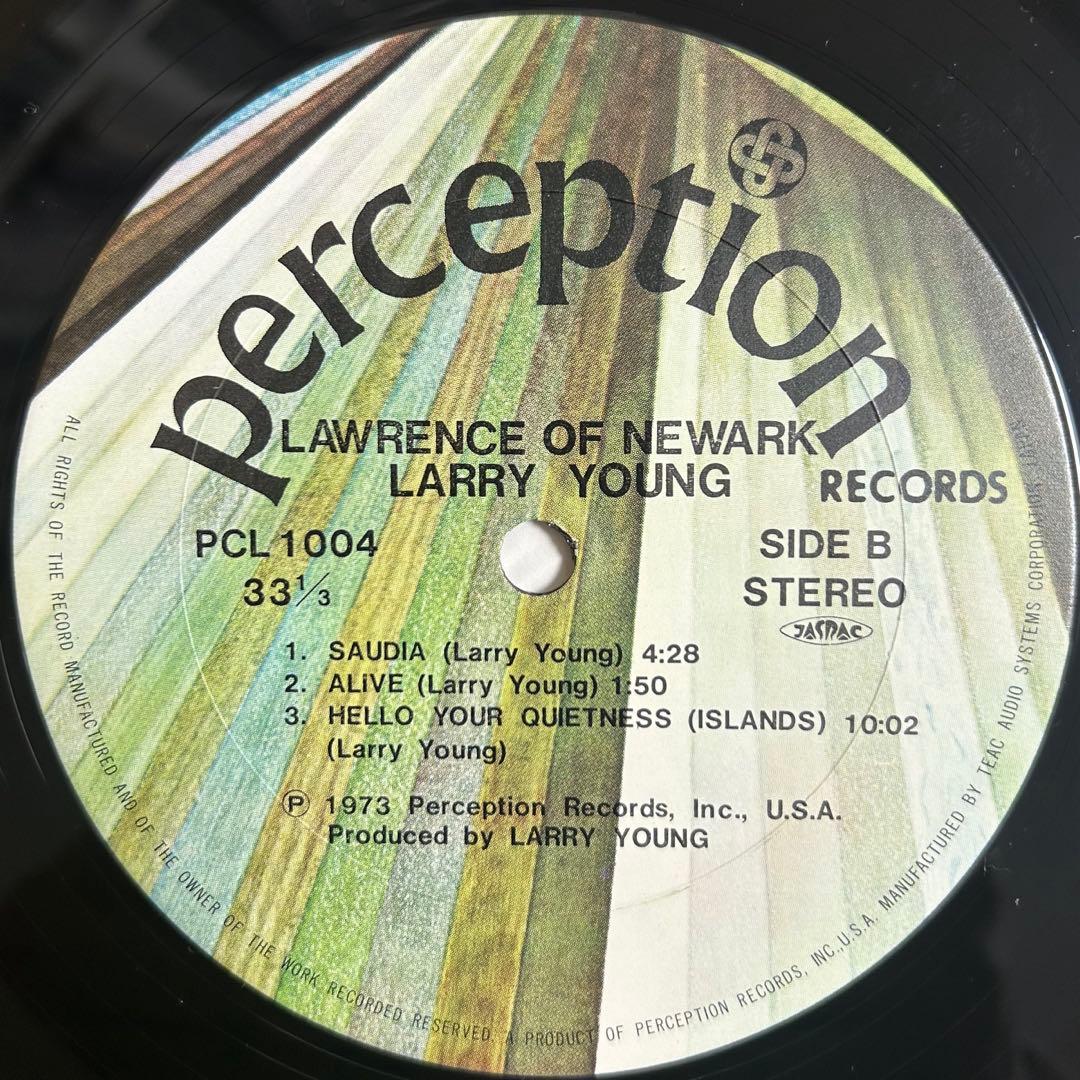 perception
RECORDS
LAWRENCE OF NEWARK
LARRY YOUNG
PCL 1004
33⅓
SIDE B
STEREO
JASRAC
1. SAUDIA (Larry Young) 4:28
2. ALiVE (Larry Young) 1:50
3. HELLO YOUR QUIETNESS (ISLANDS) 10:02
(Larry Young)
Ⓟ 1973 Perception Records, Inc., U.S.A.
Produced by LARRY YOUNG
ALL RIGHTS OF THE RECORD MANUFACTURED AND OF THE OWNER OF THE WORK RECORDED RESERVED. A PRODUCT OF PERCEPTION RECORDS, INC., U.S.A. MANUFACTURED BY TEAC AUDIO SYSTEMS CORPORATION